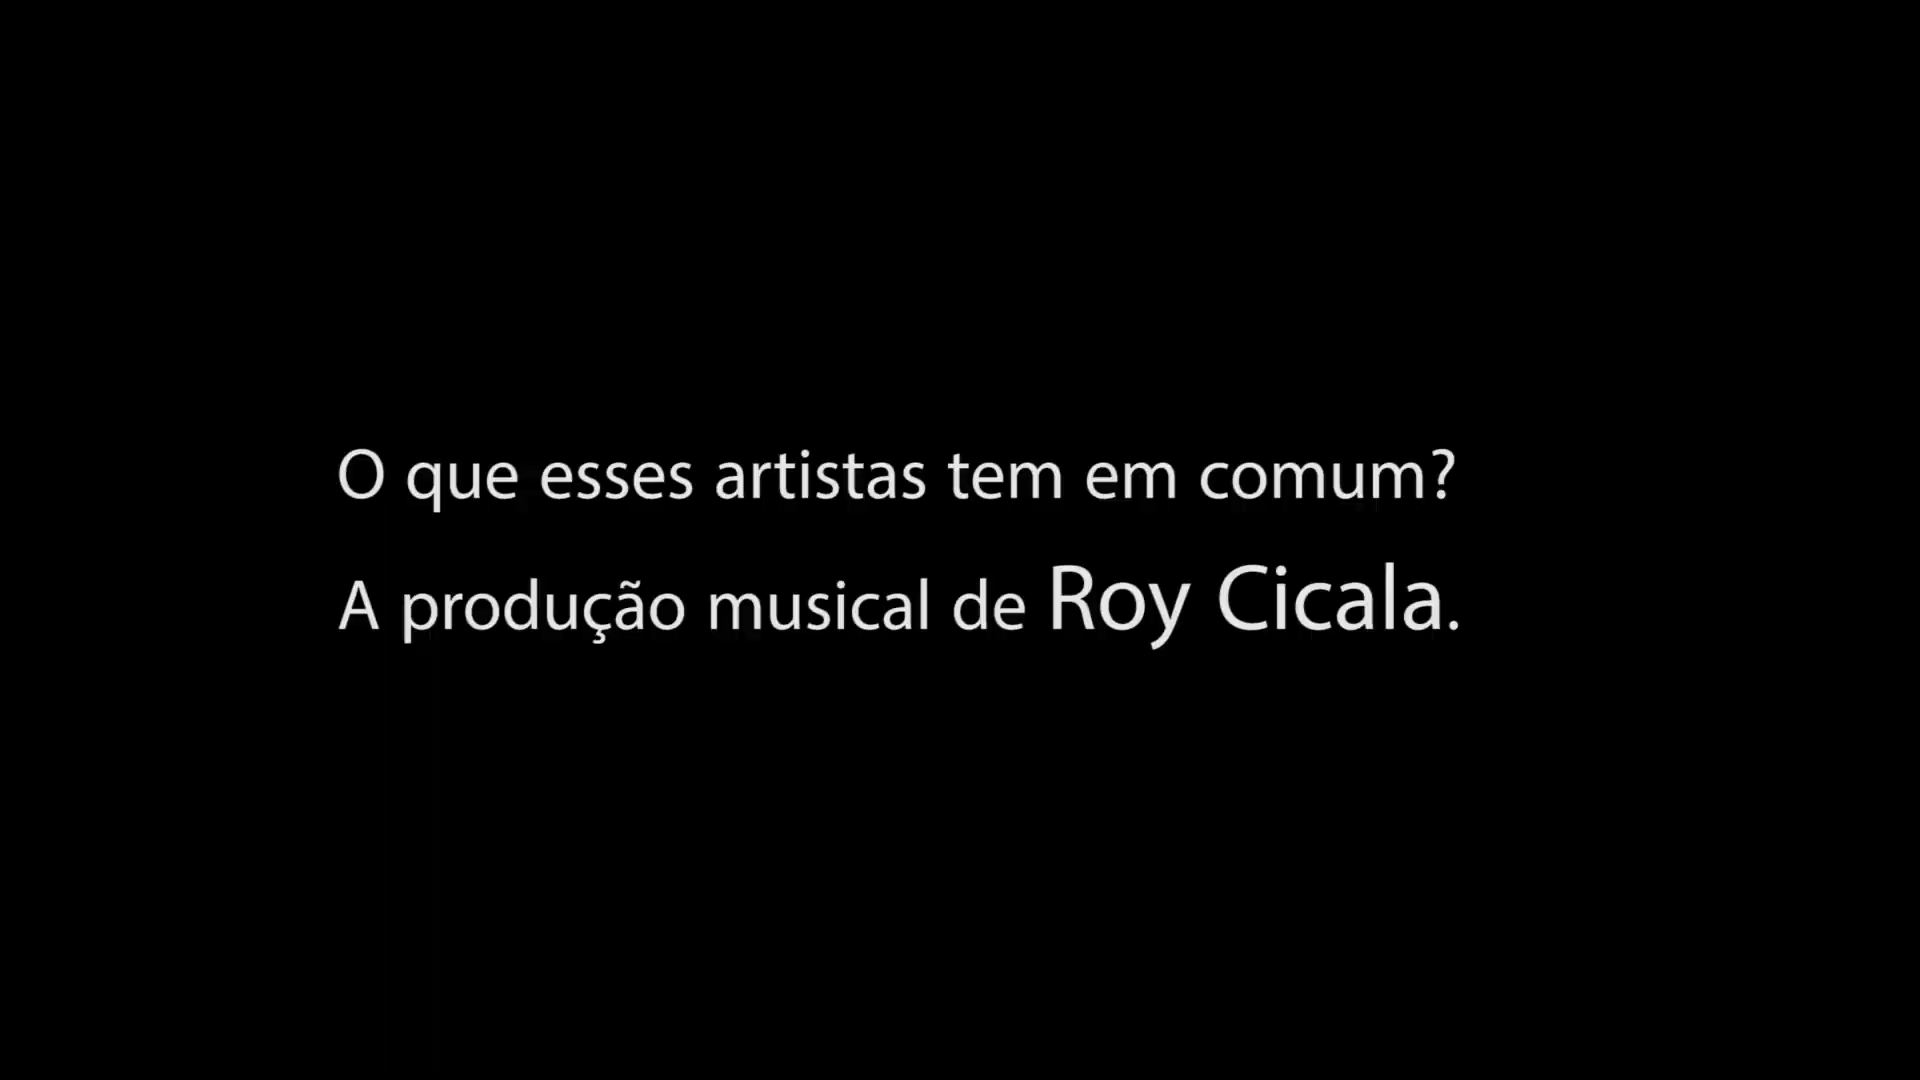 O que esses artistas tem em comum?
A produção musical de Roy Cicala.